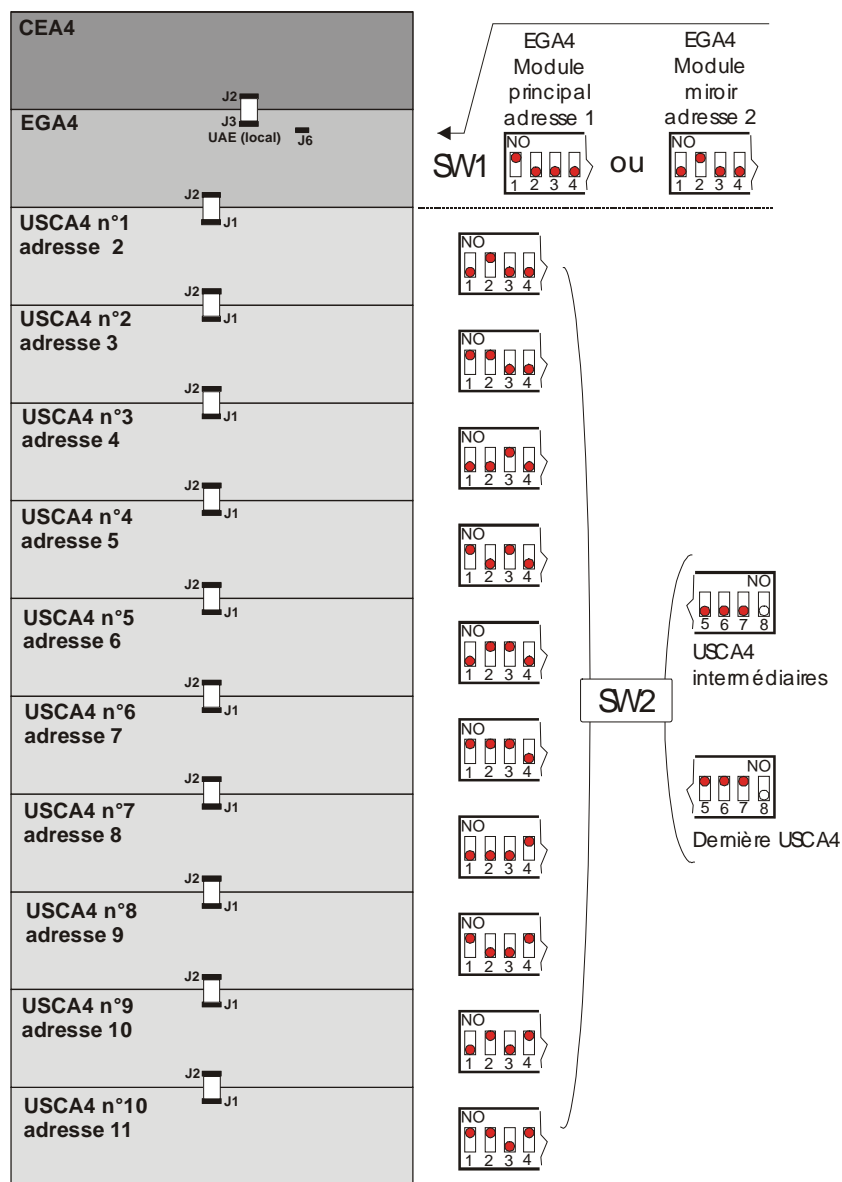 CEA4
J2
EGA4
J3
UAE (local)
J6
EGA4
Module
principal
adresse 1
EGA4
Module
miroir
adresse 2
SW1
NO
1 2 3 4
ou
NO
1 2 3 4
J2
J1
USCA4 n°1
adresse 2
NO
1 2 3 4
J2
J1
USCA4 n°2
adresse 3
NO
1 2 3 4
J2
J1
USCA4 n°3
adresse 4
NO
1 2 3 4
J2
J1
USCA4 n°4
adresse 5
NO
1 2 3 4
J2
J1
USCA4 n°5
adresse 6
NO
1 2 3 4
J2
J1
USCA4 n°6
adresse 7
NO
1 2 3 4
J2
J1
USCA4 n°7
adresse 8
NO
1 2 3 4
J2
J1
USCA4 n°8
adresse 9
NO
1 2 3 4
J2
J1
USCA4 n°9
adresse 10
NO
1 2 3 4
J2
J1
USCA4 n°10
adresse 11
NO
1 2 3 4
SW2
NO
5 6 7 8
USCA4
intermédiaires
NO
5 6 7 8
Dernière USCA4